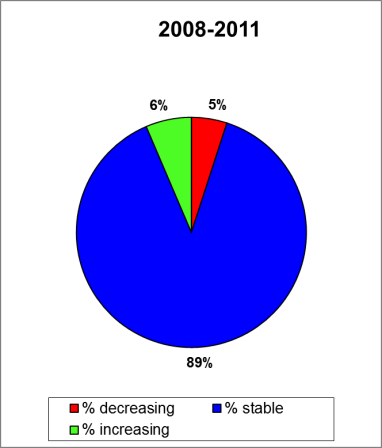 2008-2011
6% 5%
89%
% decreasing % stable
% increasing